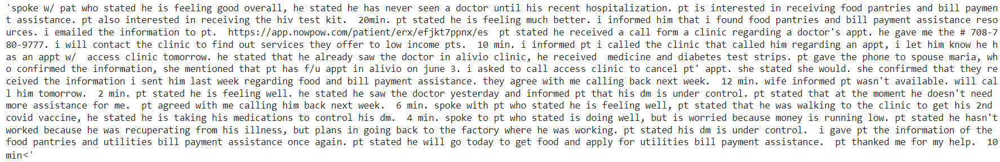 'spoke w/ pat who stated he is feeling good overall, he stated he has never seen a doctor until his recent hospitalization. pt is interested in receiving food pantries and bill paymen
t assistance. pt also interested in receiving the hiv test kit.  20min. pt stated he is feeling much better. i informed him that i found food pantries and bill payment assistance reso
urces. i emailed the information to pt.  https://app.nowpow.com/patient/erx/efjkt7ppnx/es  pt stated he received a call form a clinic regarding a doctor's appt. he gave me the # 708-7
80-9777. i will contact the clinic to find out services they offer to low income pts.  10 min. i informed pt i called the clinic that called him regarding an appt, i let him know he h
as an appt w/  access clinic tomorrow. he stated that he already saw the doctor in alivio clinic, he received  medicine and diabetes test strips. pt gave the phone to spouse maria, wh
o confirmed the information, she mentioned that pt has f/u appt in alivio on june 3. i asked to call access clinic to cancel pt' appt. she stated she would. she confirmed that they re
ceived the information i sent him last week regarding food and bill payment assistance. they agree with me calling back next week.  12 min. wife informed pt wasn't available. will cal
l him tomorrow.  2 min. pt stated he is feeling well. he stated he saw the doctor yesterday and informed pt that his dm is under control. pt stated that at the moment he doesn't need
more assistance for me.  pt agreed with me calling him back next week.  6 min. spoke with pt who stated he is feeling well, pt stated that he was walking to the clinic to get his 2nd
covid vaccine, he stated he is taking his medications to control his dm.  4 min. spoke to pt who stated is doing well, but is worried because money is running low. pt stated he hasn't
worked because he was recuperating from his illness, but plans in going back to the factory where he was working. pt stated his dm is under control.  i gave pt the information of the
food pantries and utilities bill payment assistance once again. pt stated he will go today to get food and apply for utilities bill payment assistance.  pt thanked me for my help.  10
min<'